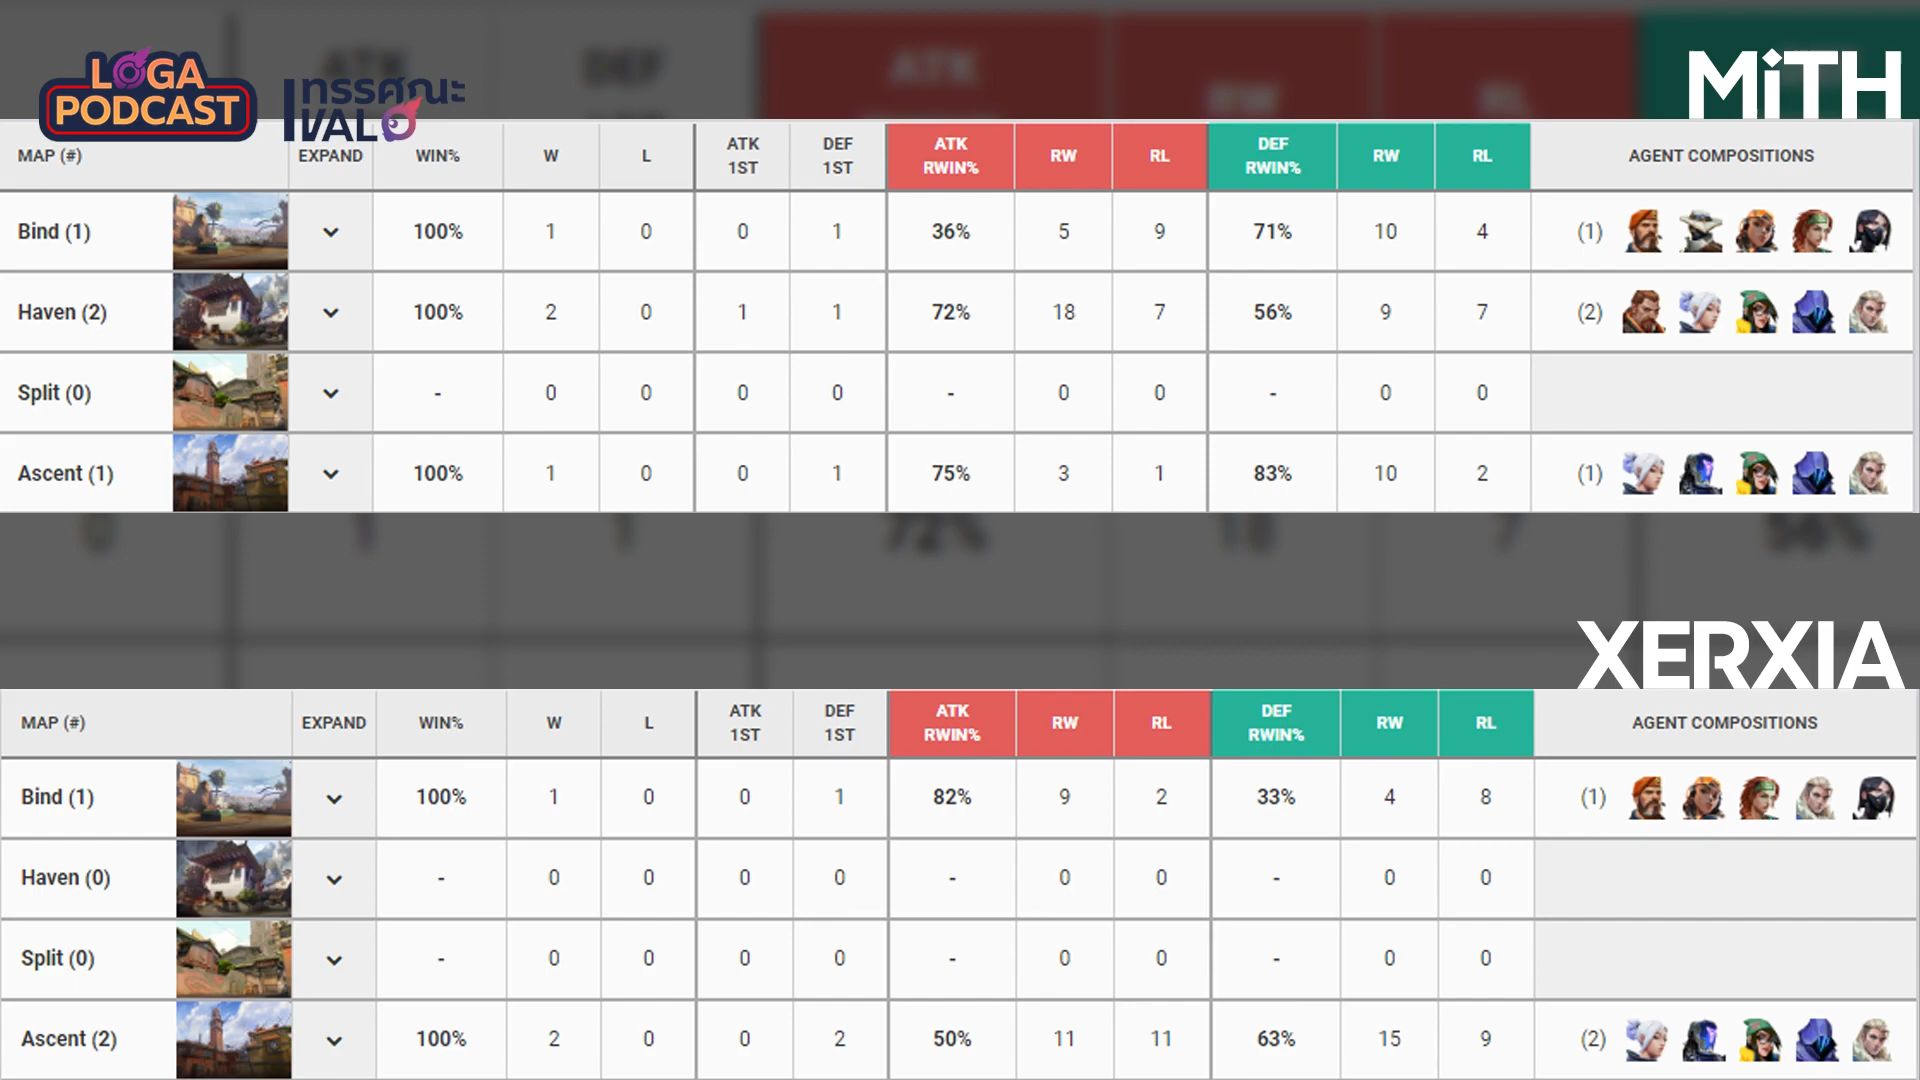 LOGA
PODCAST
ทรรศณะ
VALO
MiTH
MAP (#) EXPAND WIN% W L ATK 1ST DEF 1ST ATK RWIN% RW RL DEF RWIN% RW RL AGENT COMPOSITIONS
Bind (1) 100% 1 0 0 1 36% 5 9 71% 10 4 (1)
Haven (2) 100% 2 0 1 1 72% 18 7 56% 9 7 (2)
Split (0) - 0 0 0 0 - 0 0 - 0 0
Ascent (1) 100% 1 0 0 1 75% 3 1 83% 10 2 (1)
XERXIA
MAP (#) EXPAND WIN% W L ATK 1ST DEF 1ST ATK RWIN% RW RL DEF RWIN% RW RL AGENT COMPOSITIONS
Bind (1) 100% 1 0 0 1 82% 9 2 33% 4 8 (1)
Haven (0) - 0 0 0 0 - 0 0 - 0 0
Split (0) - 0 0 0 0 - 0 0 - 0 0
Ascent (2) 100% 2 0 0 2 50% 11 11 63% 15 9 (2)